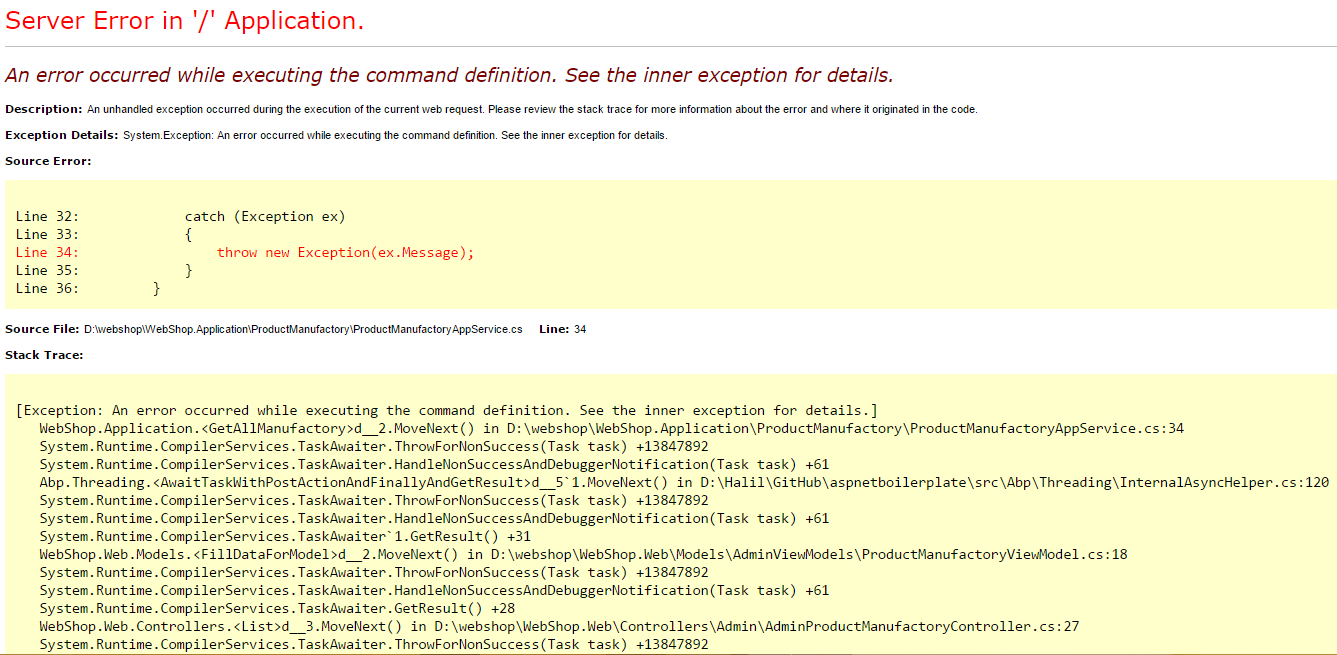 Server Error in '/' Application.
An error occurred while executing the command definition. See the inner exception for details.
Description: An unhandled exception occurred during the execution of the current web request. Please review the stack trace for more information about the error and where it originated in the code.
Exception Details: System.Exception: An error occurred while executing the command definition. See the inner exception for details.
Source Error:
Line 32:             catch (Exception ex)
Line 33:             {
Line 34:                 throw new Exception(ex.Message);
Line 35:             }
Line 36:         }
Source File: D:\webshop\WebShop.Application\ProductManufactory\ProductManufactoryAppService.cs    Line: 34
Stack Trace:
[Exception: An error occurred while executing the command definition. See the inner exception for details.]
   WebShop.Application.<GetAllManufactory>d__2.MoveNext() in D:\webshop\WebShop.Application\ProductManufactory\ProductManufactoryAppService.cs:34
   System.Runtime.CompilerServices.TaskAwaiter.ThrowForNonSuccess(Task task) +13847892
   System.Runtime.CompilerServices.TaskAwaiter.HandleNonSuccessAndDebuggerNotification(Task task) +61
   Abp.Threading.<AwaitTaskWithPostActionAndFinallyAndGetResult>d__5`1.MoveNext() in D:\Halil\GitHub\aspnetboilerplate\src\Abp\Threading\InternalAsyncHelper.cs:120
   System.Runtime.CompilerServices.TaskAwaiter.ThrowForNonSuccess(Task task) +13847892
   System.Runtime.CompilerServices.TaskAwaiter.HandleNonSuccessAndDebuggerNotification(Task task) +61
   System.Runtime.CompilerServices.TaskAwaiter`1.GetResult() +31
   WebShop.Web.Models.<FillDataForModel>d__2.MoveNext() in D:\webshop\WebShop.Web\Models\AdminViewModels\ProductManufactoryViewModel.cs:18
   System.Runtime.CompilerServices.TaskAwaiter.ThrowForNonSuccess(Task task) +13847892
   System.Runtime.CompilerServices.TaskAwaiter.HandleNonSuccessAndDebuggerNotification(Task task) +61
   System.Runtime.CompilerServices.TaskAwaiter.GetResult() +28
   WebShop.Web.Controllers.<List>d__3.MoveNext() in D:\webshop\WebShop.Web\Controllers\Admin\AdminProductManufactoryController.cs:27
   System.Runtime.CompilerServices.TaskAwaiter.ThrowForNonSuccess(Task task) +13847892